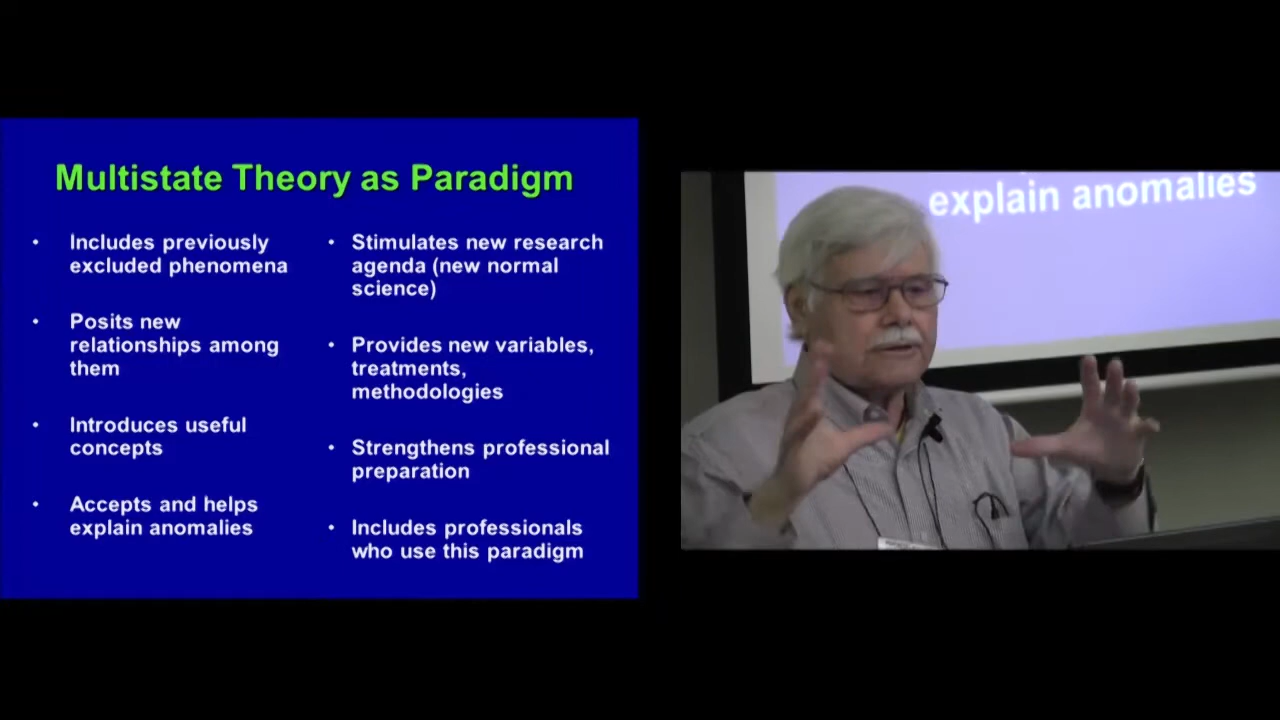 Multistate Theory as Paradigm
• Includes previously
excluded phenomena
• Posits new
relationships among
them
• Introduces useful
concepts
• Accepts and helps
explain anomalies
• Stimulates new research
agenda (new normal
science)
• Provides new variables,
treatments,
methodologies
• Strengthens professional
preparation
• Includes professionals
who use this paradigm
explain anomalies